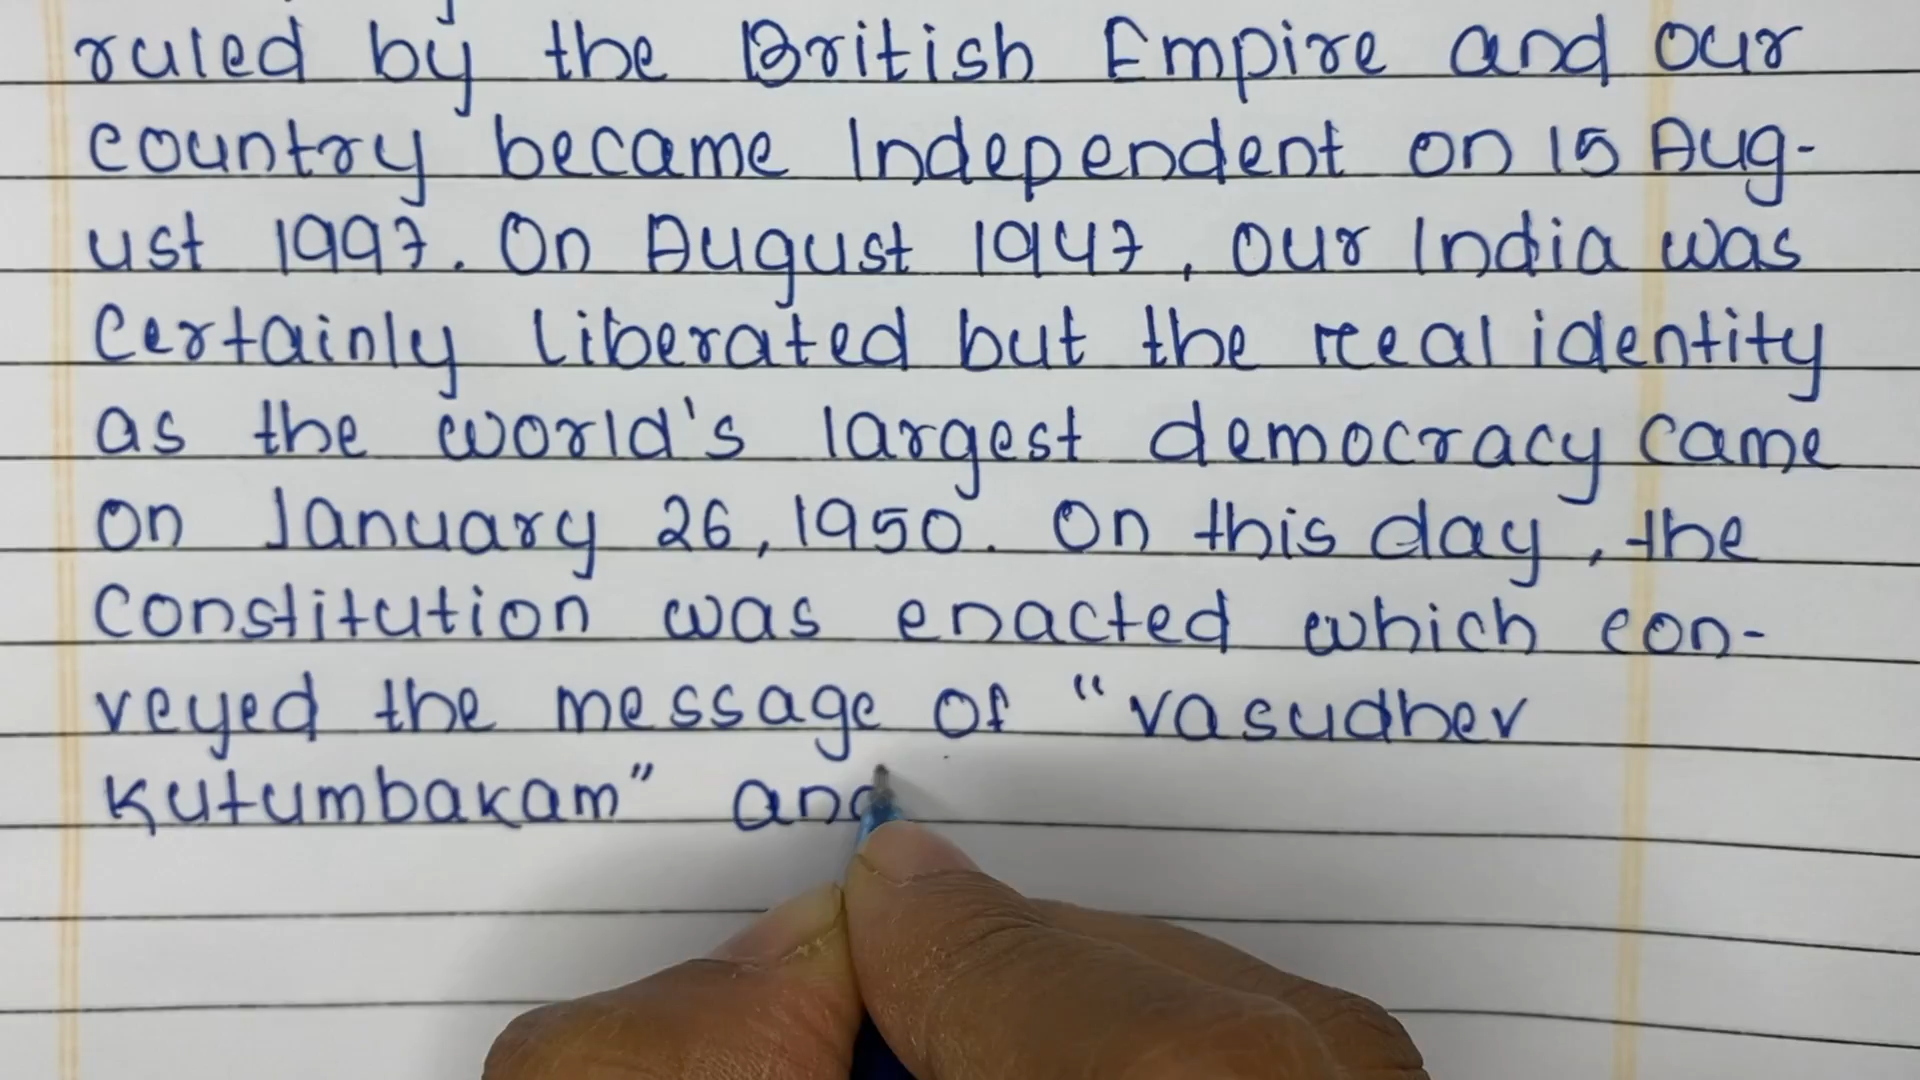 ruled by the British Empire and our
country became Independent on 15 Aug-
ust 1997. On August 1947, our India was
Certainly liberated but the real identity
as the world's largest democracy came
on January 26, 1950. On this day, the
constitution was enacted which con-
veyed the message of “vasudhev
kutumbakam” and